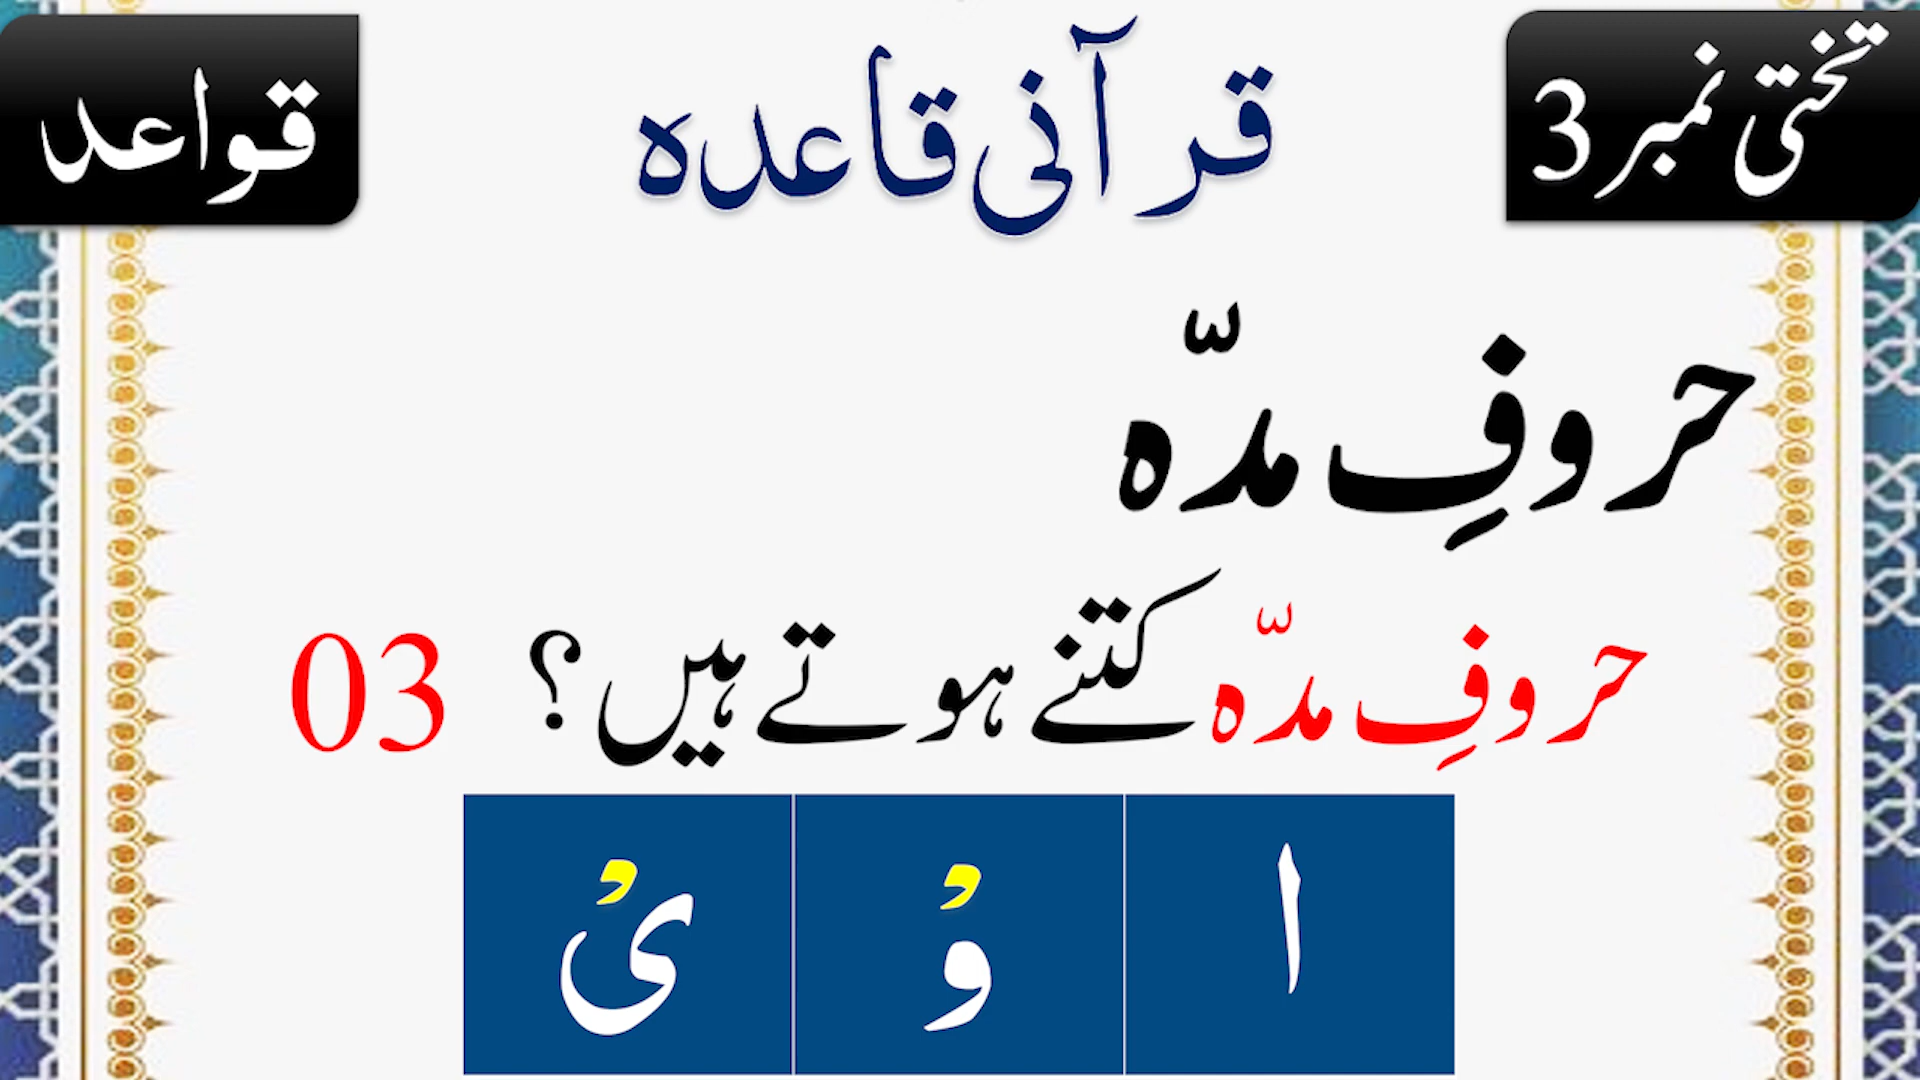 تختی نمبر 3
قرآنی قاعدہ
قواعد
حروفِ مدّہ
حروفِ مدّہ کتنے ہوتے ہیں ؟ 03
ا وْ یْ